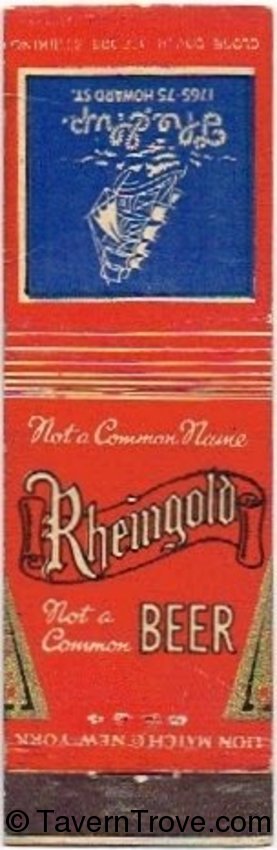 CLOSE COVER BEFORE STRIKING
1765-75 HOWARD ST.
Not a Common Name
Rheingold
Not a
Common BEER
LION MATCH CO NEW YORK
© TavernTrove.com